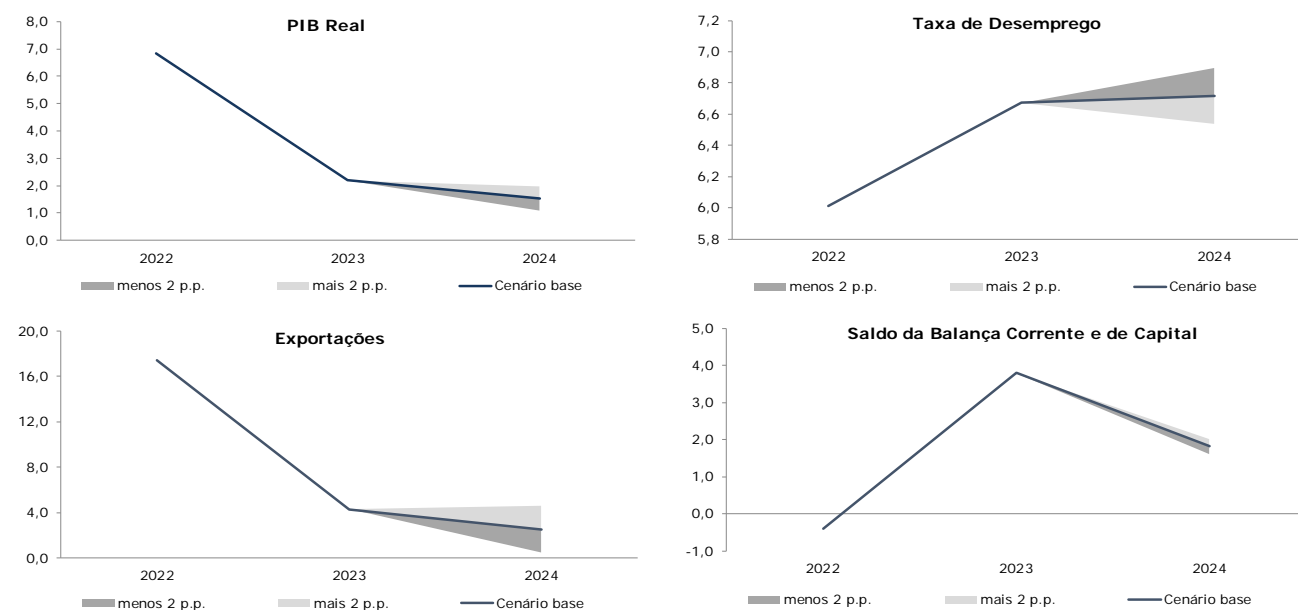 PIB Real
8,0
7,0
6,0
5,0
4,0
3,0
2,0
1,0
0,0
2022 2023 2024
menos 2 p.p. mais 2 p.p. Cenário base
Taxa de Desemprego
7,2
7,0
6,8
6,6
6,4
6,2
6,0
5,8
2022 2023 2024
menos 2 p.p. mais 2 p.p. Cenário base
Exportações
20,0
16,0
12,0
8,0
4,0
0,0
2022 2023 2024
menos 2 p.p. mais 2 p.p. Cenário base
Saldo da Balança Corrente e de Capital
5,0
4,0
3,0
2,0
1,0
0,0
-1,0
2022 2023 2024
menos 2 p.p. mais 2 p.p. Cenário base